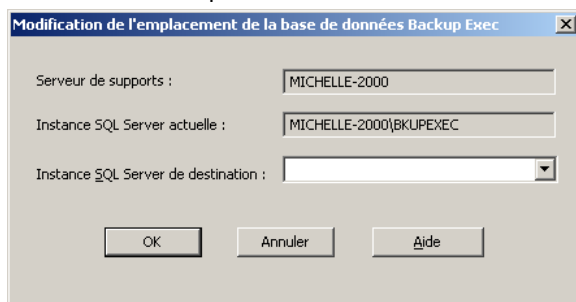 Modification de l'emplacement de la base de données Backup Exec
Serveur de supports :
MICHELLE-2000
Instance SQL Server actuelle :
MICHELLE-2000\BKUPEXEC
Instance SQL Server de destination :
OK
Annuler
Aide